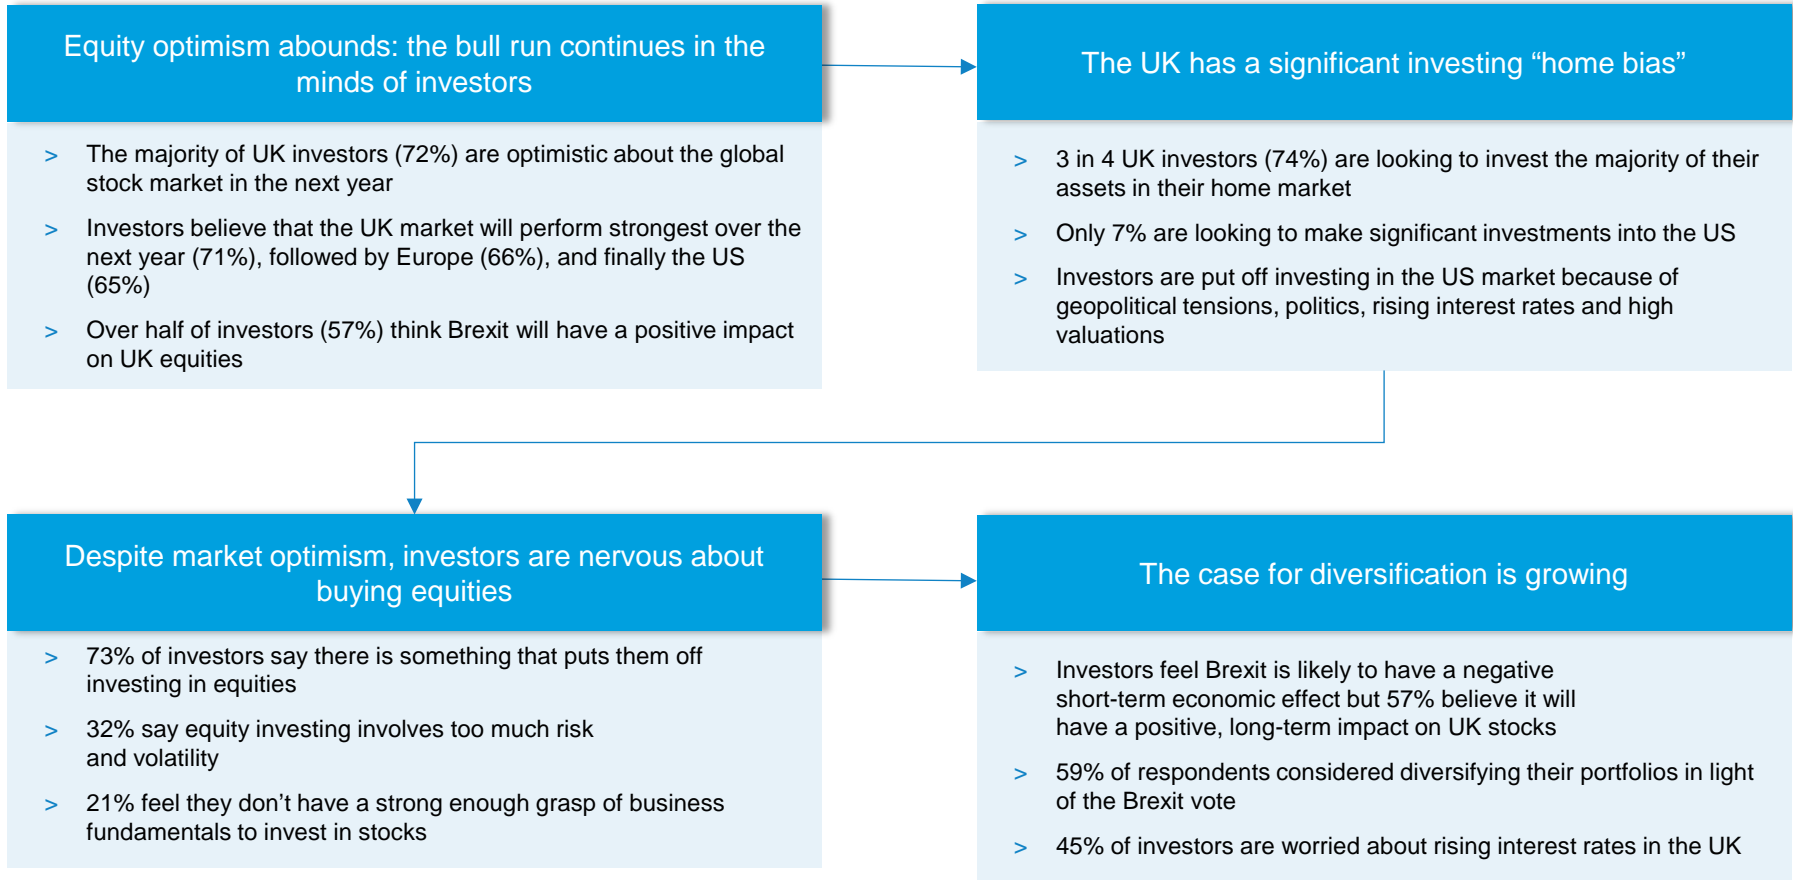 Equity optimism abounds: the bull run continues in the
minds of investors
> The majority of UK investors (72%) are optimistic about the global
stock market in the next year
> Investors believe that the UK market will perform strongest over the
next year (71%), followed by Europe (66%), and finally the US
(65%)
> Over half of investors (57%) think Brexit will have a positive impact
on UK equities
The UK has a significant investing “home bias”
> 3 in 4 UK investors (74%) are looking to invest the majority of their
assets in their home market
> Only 7% are looking to make significant investments into the US
> Investors are put off investing in the US market because of
geopolitical tensions, politics, rising interest rates and high
valuations
Despite market optimism, investors are nervous about
buying equities
> 73% of investors say there is something that puts them off
investing in equities
> 32% say equity investing involves too much risk
and volatility
> 21% feel they don’t have a strong enough grasp of business
fundamentals to invest in stocks
The case for diversification is growing
> Investors feel Brexit is likely to have a negative
short-term economic effect but 57% believe it will
have a positive, long-term impact on UK stocks
> 59% of respondents considered diversifying their portfolios in light
of the Brexit vote
> 45% of investors are worried about rising interest rates in the UK